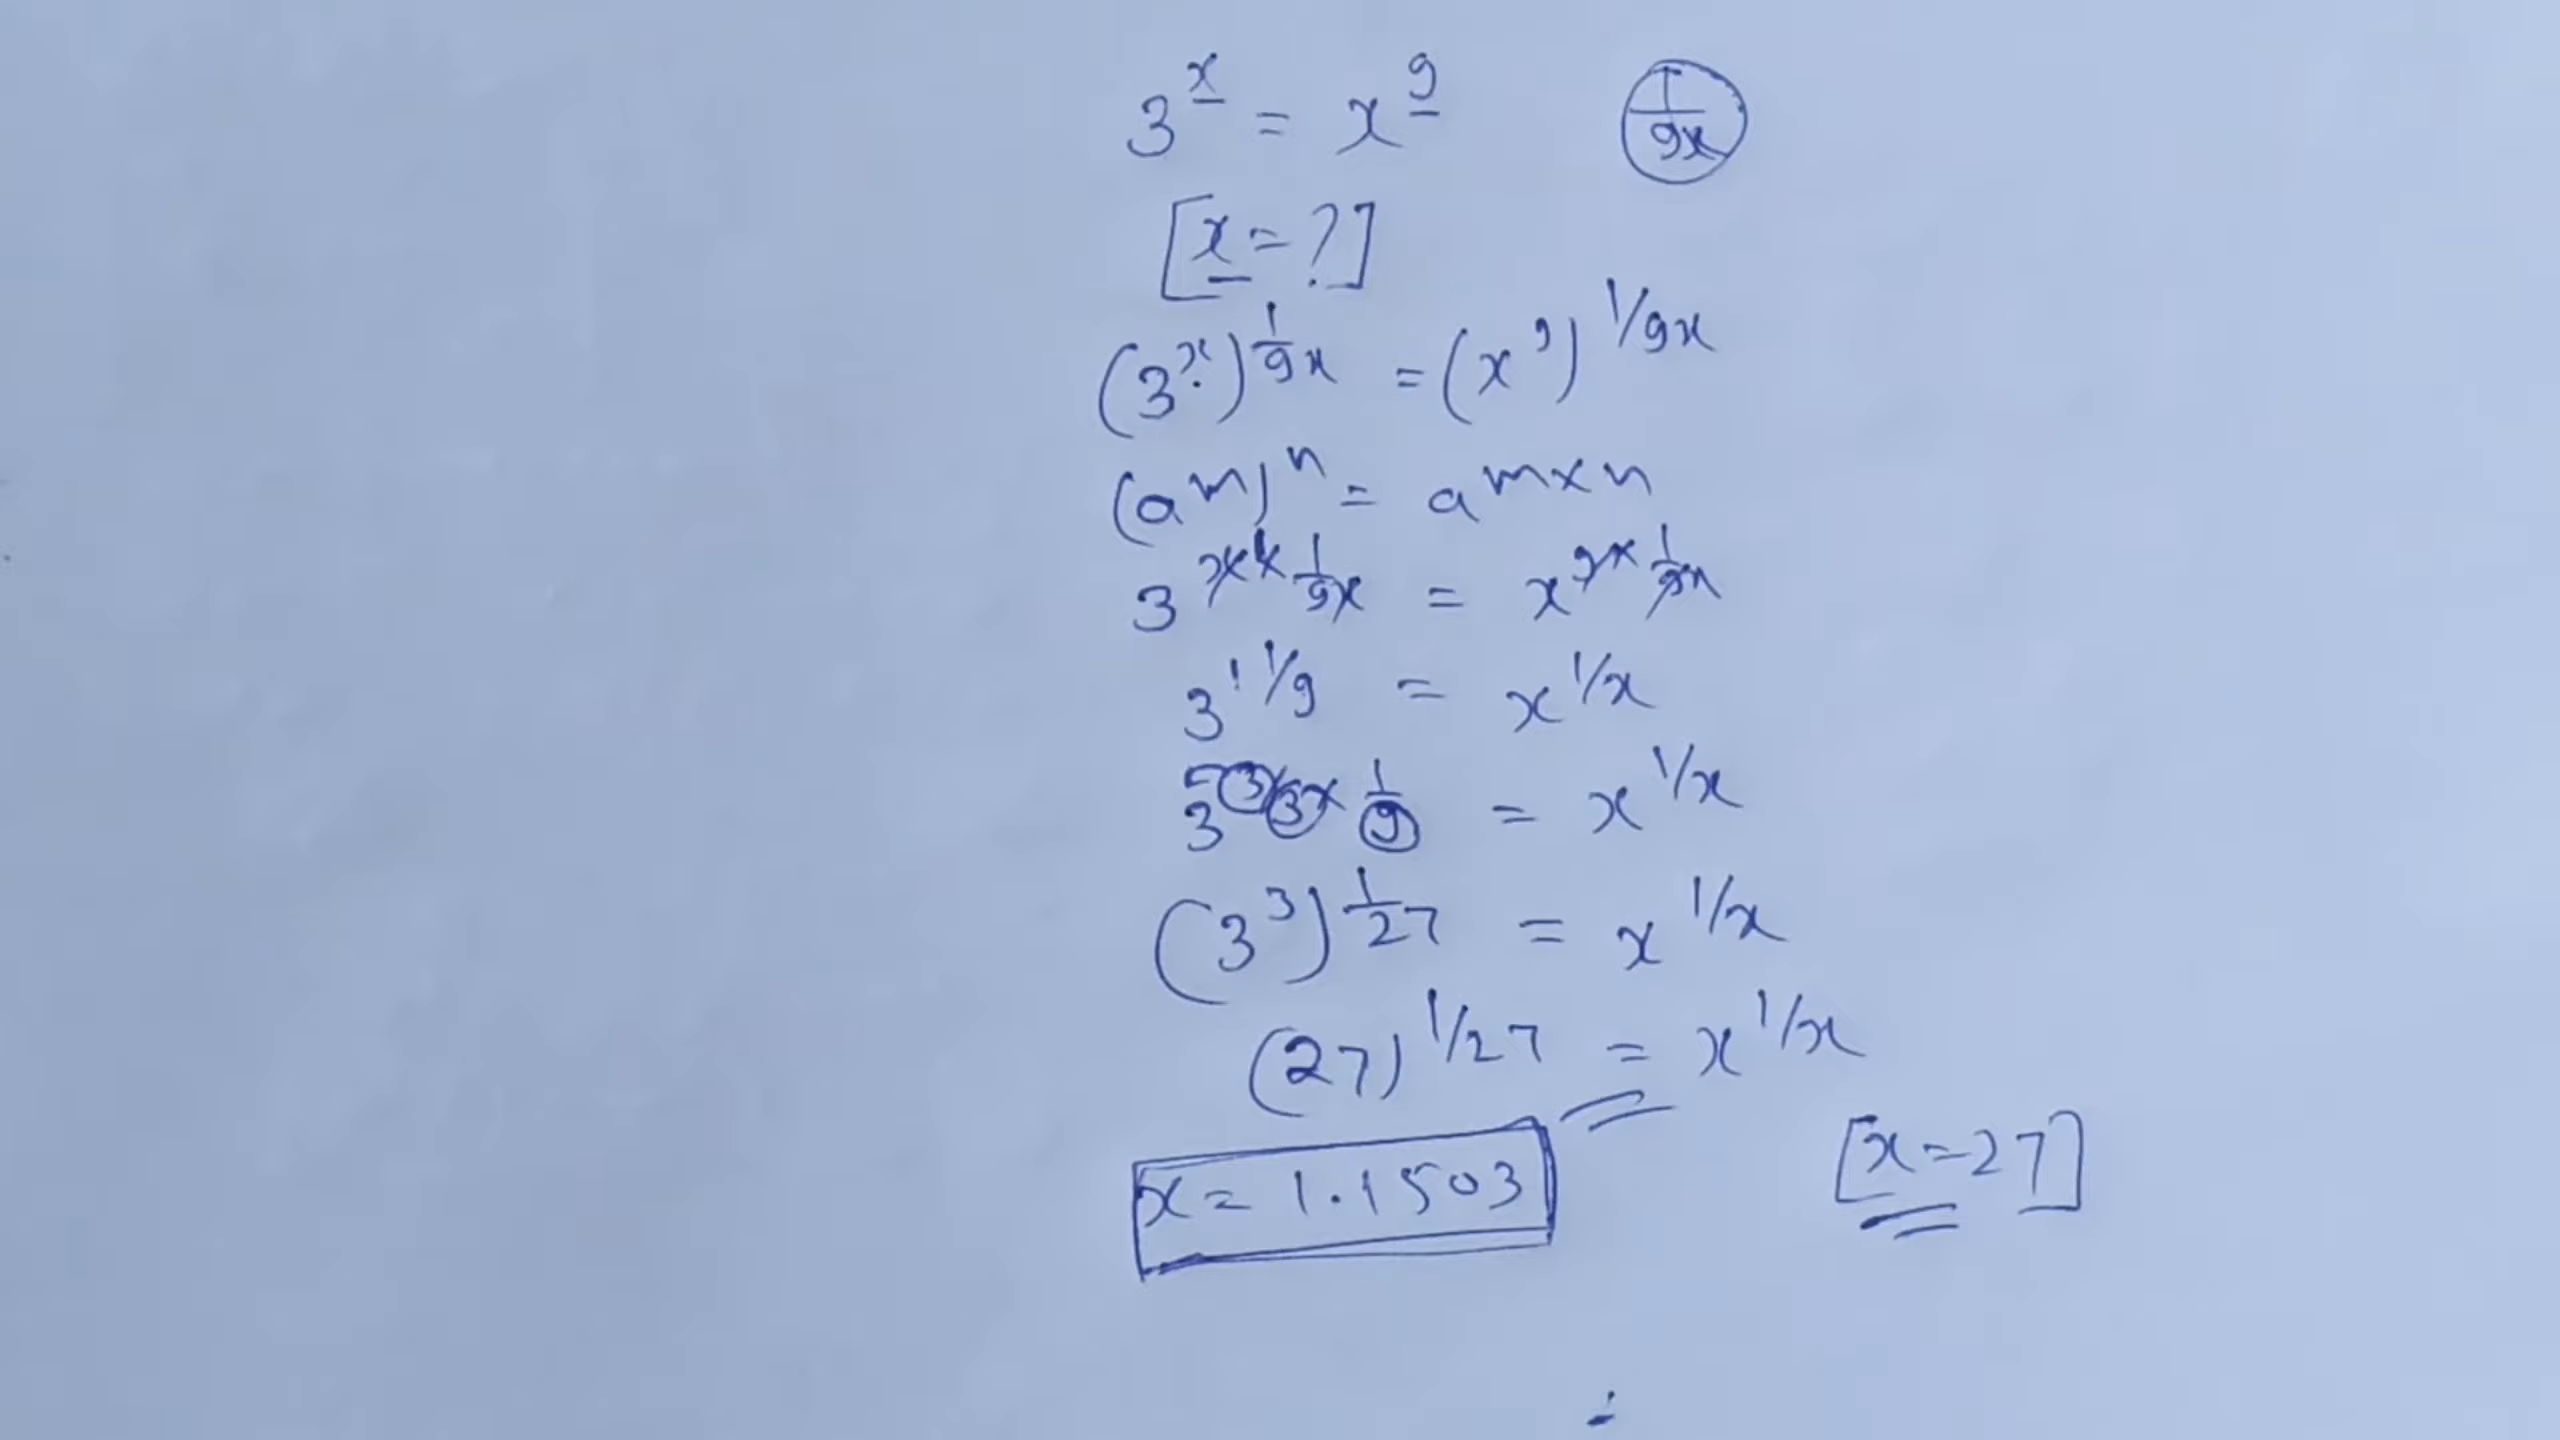 3^x = x^9
1/9x
[x = ?]
(3^x)^1/9x = (x^9)^1/9x
(a^m)^n = a^m×n
3^x×1/9x = x^9×1/9x
3^1 1/9 = x^1/x
3^3/3×1/9 = x^1/x
(3^3)^1/27 = x^1/x
(27)^1/27 = x^1/x
[x = 27]
x = 1.1503